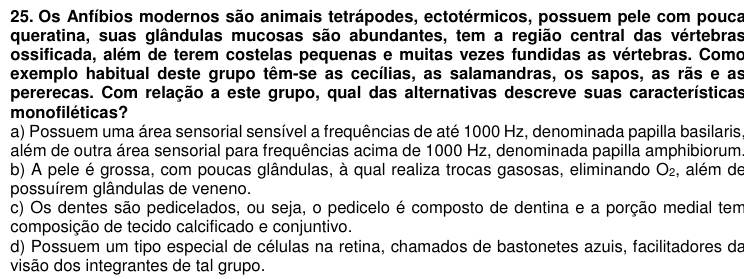 25. Os Anfíbios modernos são animais tetrápodes, ectotérmicos, possuem pele com pouca
queratina, suas glândulas mucosas são abundantes, tem a região central das vértebras
ossificada, além de terem costelas pequenas e muitas vezes fundidas as vértebras. Como
exemplo habitual deste grupo têm-se as cecílias, as salamandras, os sapos, as rãs e as
pererecas. Com relação a este grupo, qual das alternativas descreve suas características
monofiléticas?
a) Possuem uma área sensorial sensível a frequências de até 1000 Hz, denominada papilla basilaris,
além de outra área sensorial para frequências acima de 1000 Hz, denominada papilla amphibiorum.
b) A pele é grossa, com poucas glândulas, à qual realiza trocas gasosas, eliminando O₂, além de
possuírem glândulas de veneno.
c) Os dentes são pedicelados, ou seja, o pedicelo é composto de dentina e a porção medial tem
composição de tecido calcificado e conjuntivo.
d) Possuem um tipo especial de células na retina, chamados de bastonetes azuis, facilitadores da
visão dos integrantes de tal grupo.